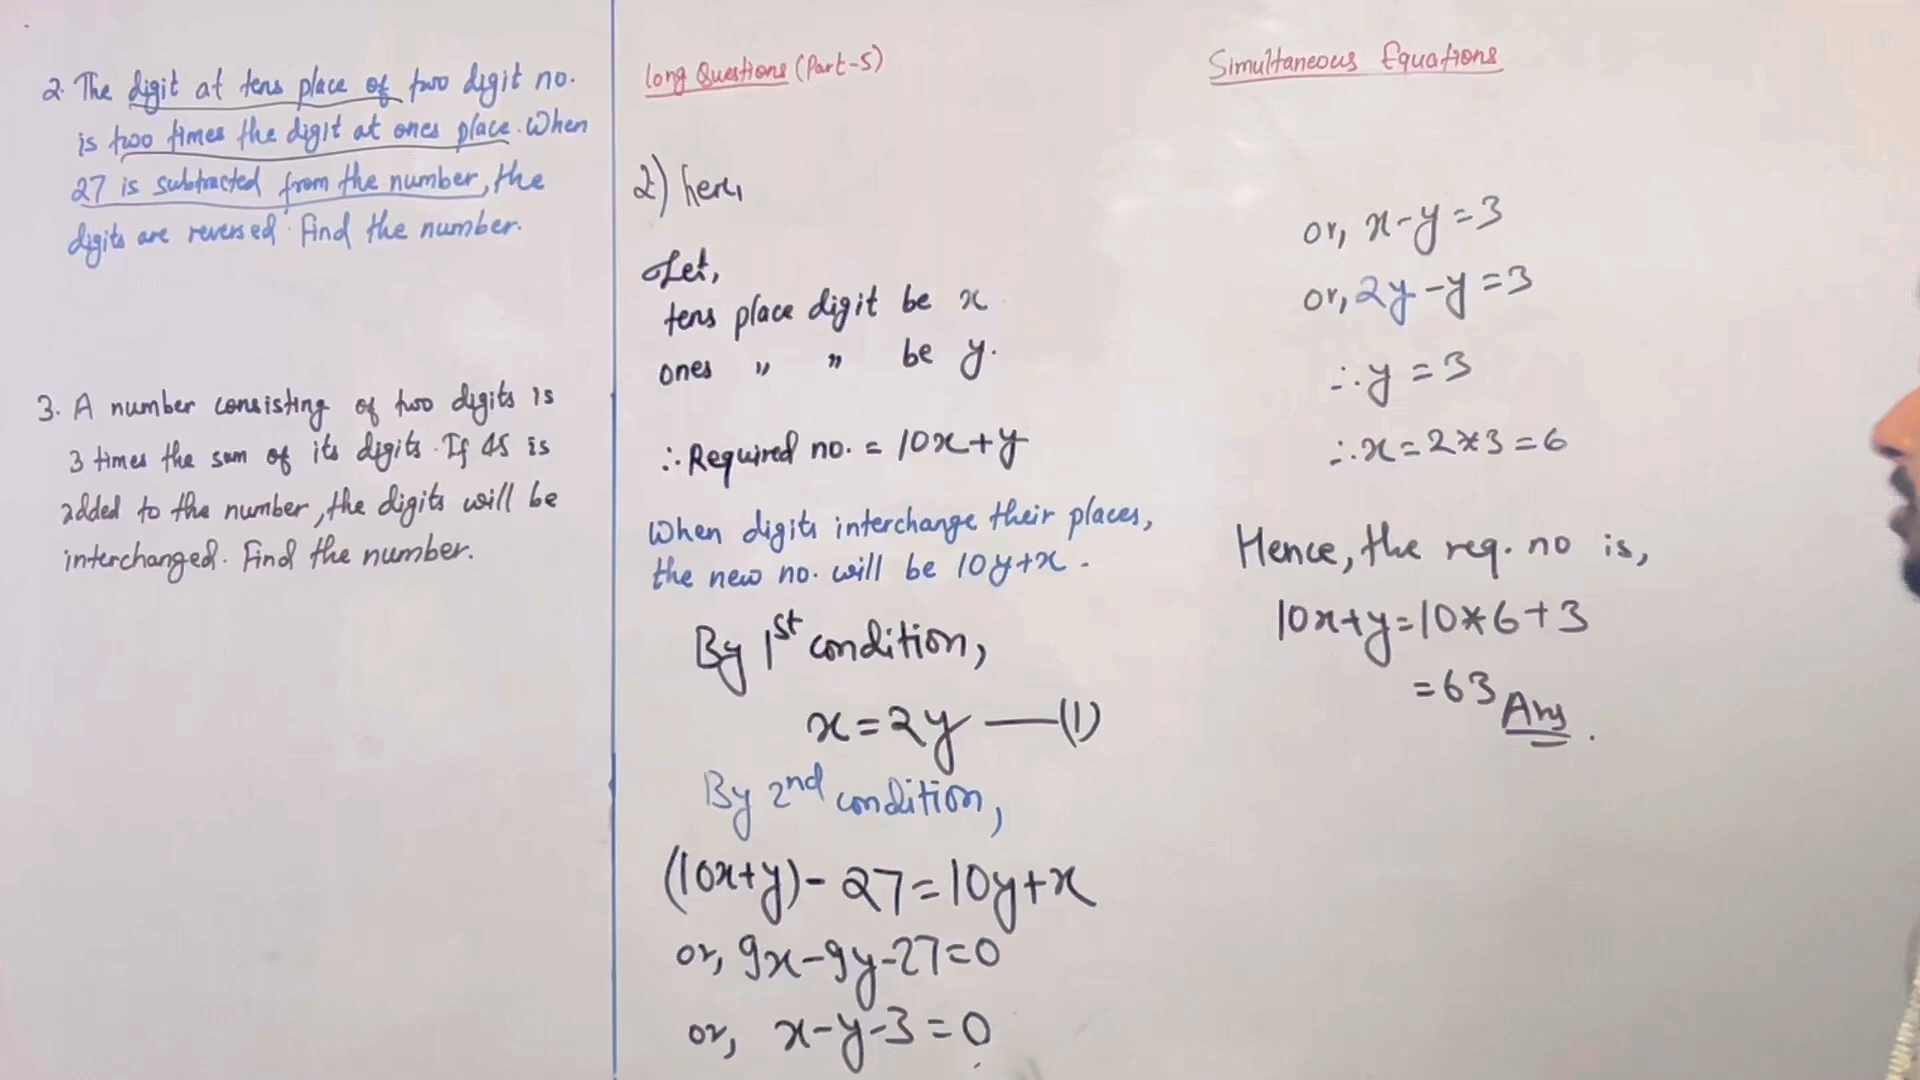 2. The digit at tens place of two digit no.
is two times the digit at ones place. When
27 is subtracted from the number, the
digits are reversed. Find the number.
3. A number consisting of two digits is
3 times the sum of its digits. If 45 is
added to the number, the digits will be
interchanged. Find the number.
Long Questions (Part-5)
2) here,
Let,
tens place digit be x
ones " " be y.
∴ Required no. = 10x+y
When digits interchange their places,
the new no. will be 10y+x.
By 1st condition,
x=2y —(1)
By 2nd condition,
(10x+y)-27=10y+x
or, 9x-9y-27=0
or, x-y-3=0
Simultaneous Equations
or, x-y=3
or, 2y-y=3
∴ y=3
∴ x=2*3=6
Hence, the req. no is,
10x+y=10*6+3
=63 Ans.